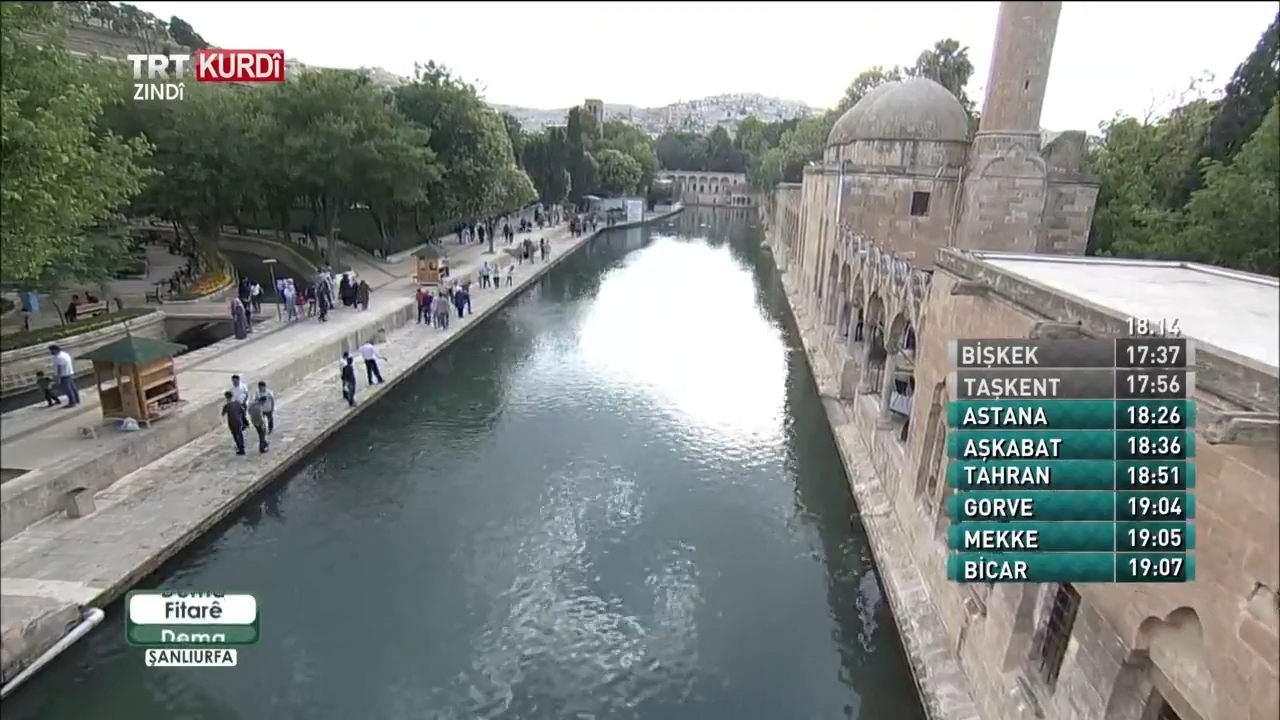 TRT KURDÎ
ZINDÎ
18.14
BİŞKEK 17:37
TAŞKENT 17:56
ASTANA 18:26
AŞKABAT 18:36
TAHRAN 18:51
GORVE 19:04
MEKKE 19:05
BİCAR 19:07
Dema
Fitarê
Dema
ŞANLIURFA